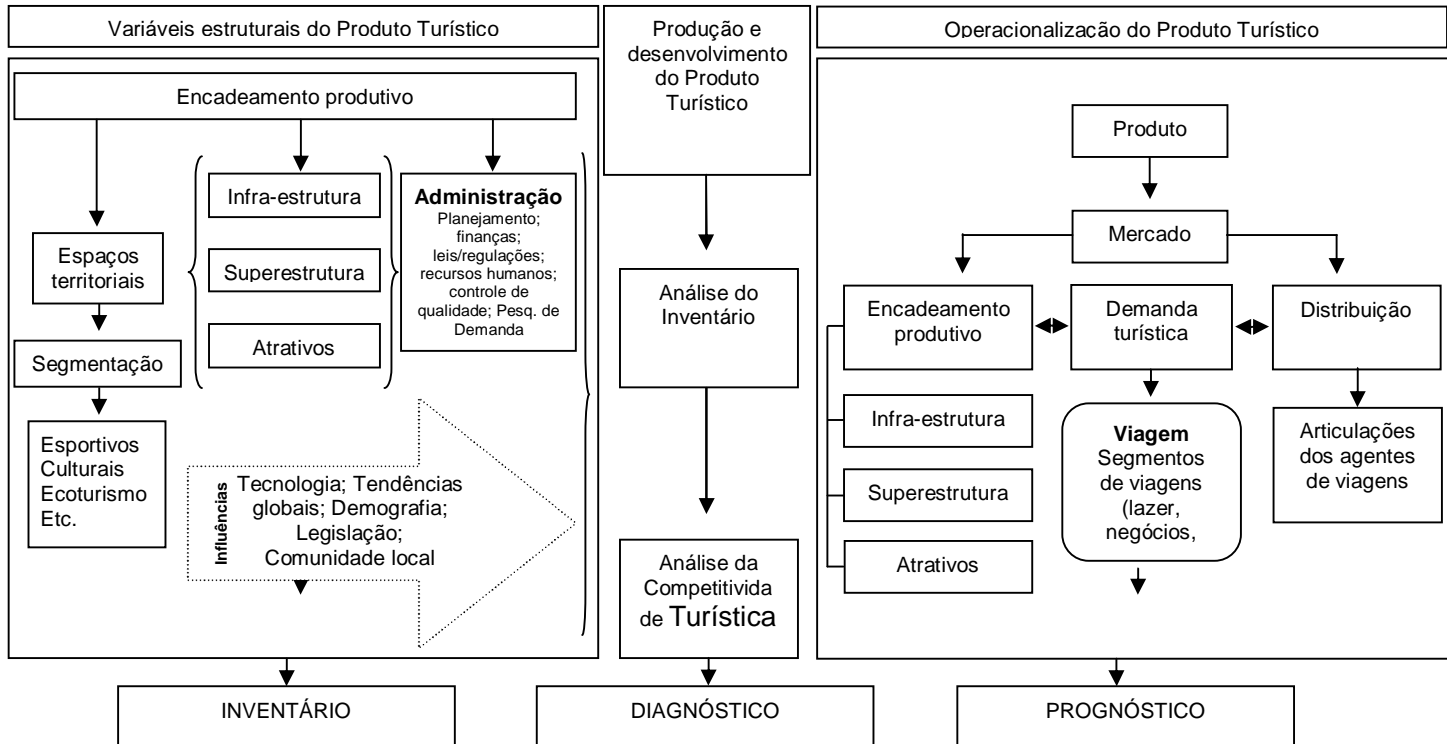 Variáveis estruturais do Produto Turístico
Encadeamento produtivo
Espaços
territoriais
Segmentação
Esportivos
Culturais
Ecoturismo
Etc.
Infra-estrutura
Superestrutura
Atrativos
Administração
Planejamento;
finanças;
leis/regulações;
recursos humanos;
controle de
qualidade; Pesq. de
Demanda
Influências
Tecnologia; Tendências
globais; Demografia;
Legislação;
Comunidade local
INVENTÁRIO
Produção e
desenvolvimento
do Produto
Turístico
Análise do
Inventário
Análise da
Competitivida
de Turística
DIAGNÓSTICO
Operacionalização do Produto Turístico
Produto
Mercado
Encadeamento
produtivo
Demanda
turística
Distribuição
Infra-estrutura
Superestrutura
Atrativos
Viagem
Segmentos
de viagens
(lazer,
negócios,
Articulações
dos agentes
de viagens
PROGNÓSTICO